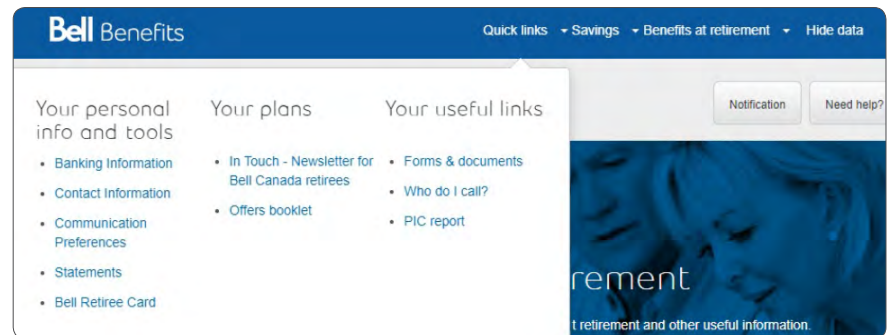 Bell Benefits
Quick links
Savings
Benefits at retirement
Hide data
Notification
Need help?
Your personal
info and tools
Banking Information
Contact Information
Communication
Preferences
Statements
Bell Retiree Card
Your plans
In Touch - Newsletter for
Bell Canada retirees
Offers booklet
Your useful links
Forms & documents
Who do I call?
PIC report
rement
t retirement and other useful information.